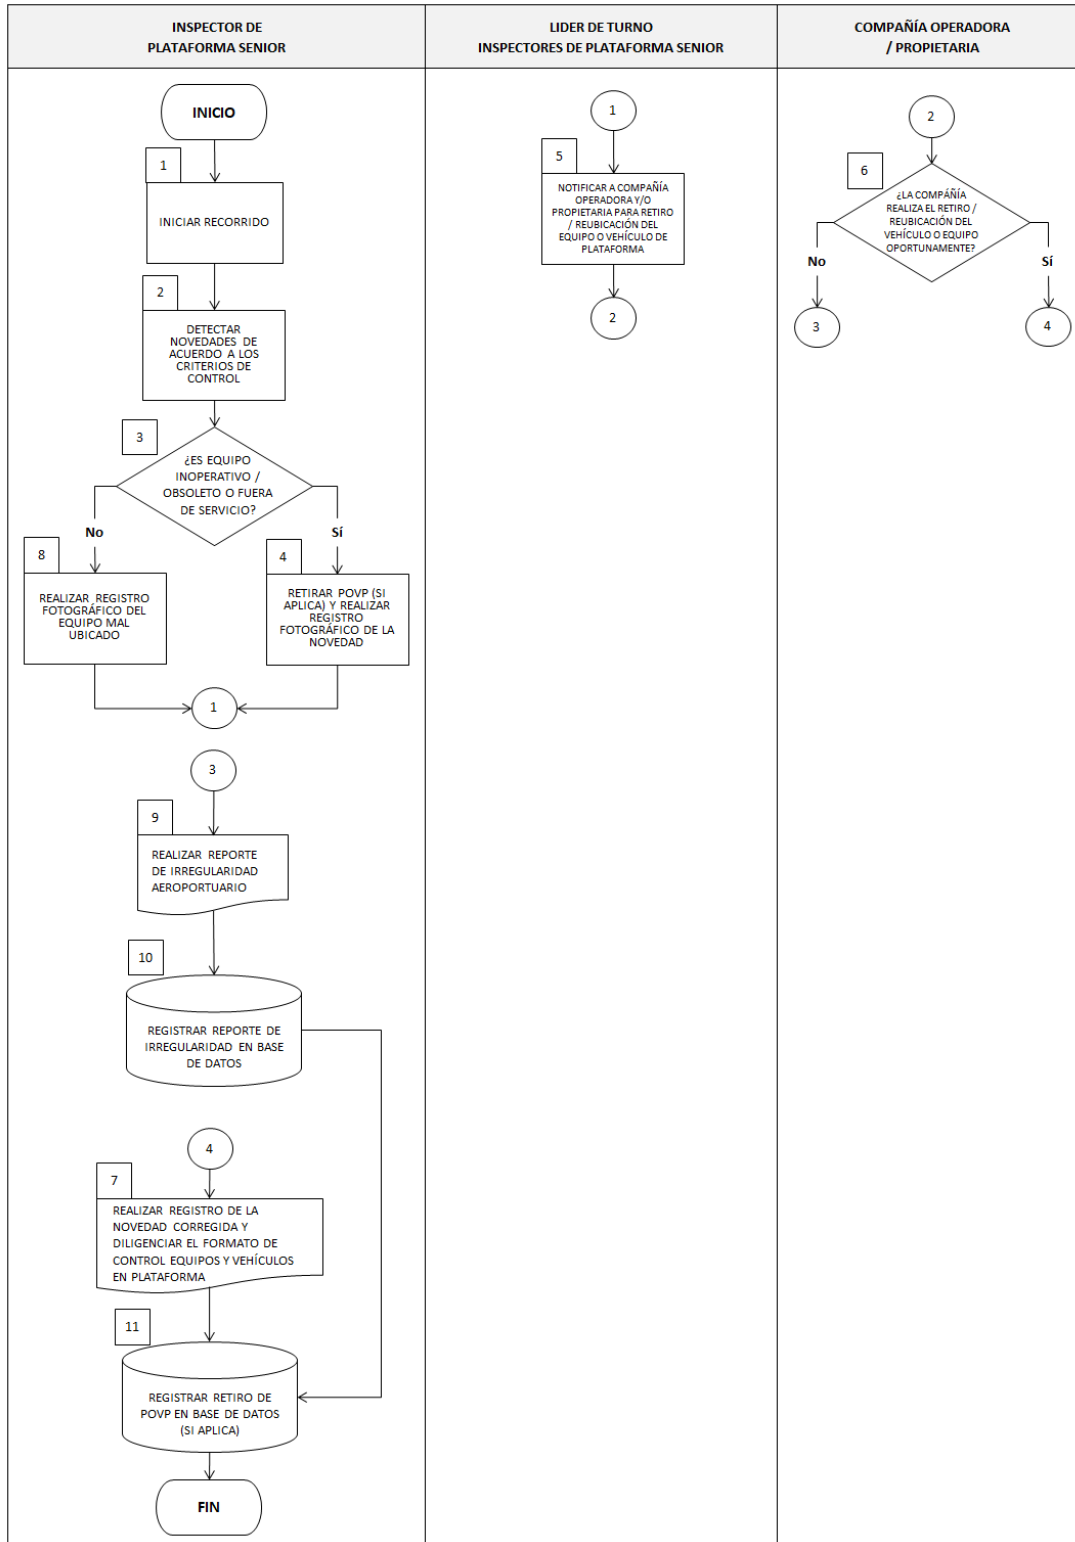 INSPECTOR DE
PLATAFORMA SENIOR
LIDER DE TURNO
INSPECTORES DE PLATAFORMA SENIOR
COMPAÑÍA OPERADORA
/ PROPIETARIA
INICIO
1
INICIAR RECORRIDO
2
DETECTAR
NOVEDADES DE
ACUERDO A LOS
CRITERIOS DE
CONTROL
3
¿ES EQUIPO
INOPERATIVO /
OBSOLETO O FUERA
DE SERVICIO?
No
Sí
8
REALIZAR REGISTRO
FOTOGRÁFICO DEL
EQUIPO MAL
UBICADO
4
RETIRAR POVP (SI
APLICA) Y REALIZAR
REGISTRO
FOTOGRÁFICO DE LA
NOVEDAD
1
3
9
REALIZAR REPORTE
DE IRREGULARIDAD
AEROPORTUARIO
10
REGISTRAR REPORTE DE
IRREGULARIDAD EN BASE
DE DATOS
4
7
REALIZAR REGISTRO DE LA
NOVEDAD CORREGIDA Y
DILIGENCIAR EL FORMATO DE
CONTROL EQUIPOS Y VEHÍCULOS
EN PLATAFORMA
11
REGISTRAR RETIRO DE
POVP EN BASE DE DATOS
(SI APLICA)
FIN
1
5
NOTIFICAR A COMPAÑÍA
OPERADORA Y/O
PROPIETARIA PARA RETIRO
/ REUBICACIÓN DEL
EQUIPO O VEHÍCULO DE
PLATAFORMA
2
2
6
¿LA COMPÁÑÍA
REALIZA EL RETIRO /
REUBICACIÓN DEL
VEHÍCULO O EQUIPO
OPORTUNAMENTE?
No
Sí
3
4